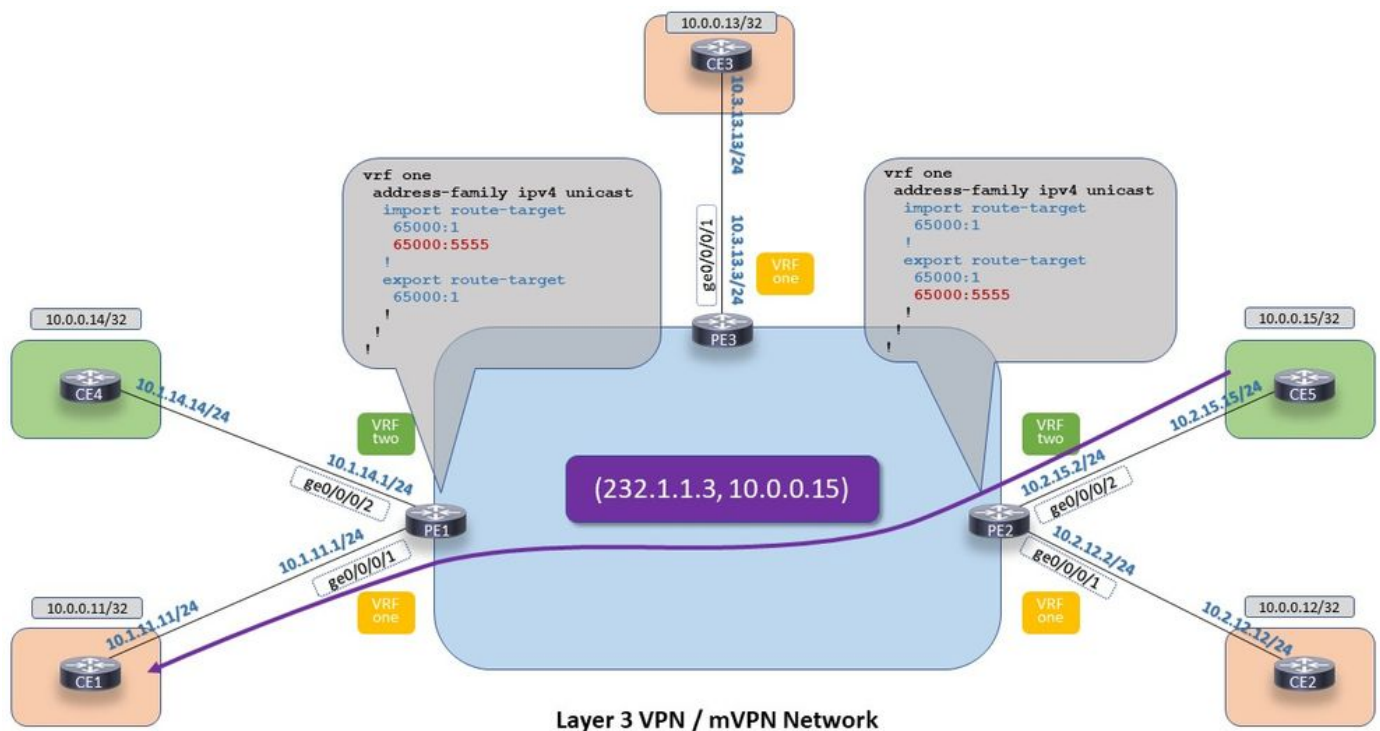 10.0.0.13/32
CE3
10.3.13.13/24
vrf one
address-family ipv4 unicast
import route-target
65000:1
65000:5555
!
export route-target
65000:1
!
!
!
vrf one
address-family ipv4 unicast
import route-target
65000:1
!
export route-target
65000:1
65000:5555
!
!
!
ge0/0/0/1
10.3.13.3/24
VRF
one
PE3
10.0.0.14/32
CE4
10.1.14.14/24
VRF
two
10.1.14.1/24
ge0/0/0/2
10.0.0.15/32
CE5
10.2.15.15/24
VRF
two
10.2.15.2/24
ge0/0/0/2
(232.1.1.3, 10.0.0.15)
PE1
PE2
10.1.11.1/24
ge0/0/0/1
VRF
one
10.0.0.11/32
10.1.11.11/24
CE1
10.2.12.2/24
ge0/0/0/1
VRF
one
10.0.0.12/32
10.2.12.12/24
CE2
Layer 3 VPN / mVPN Network